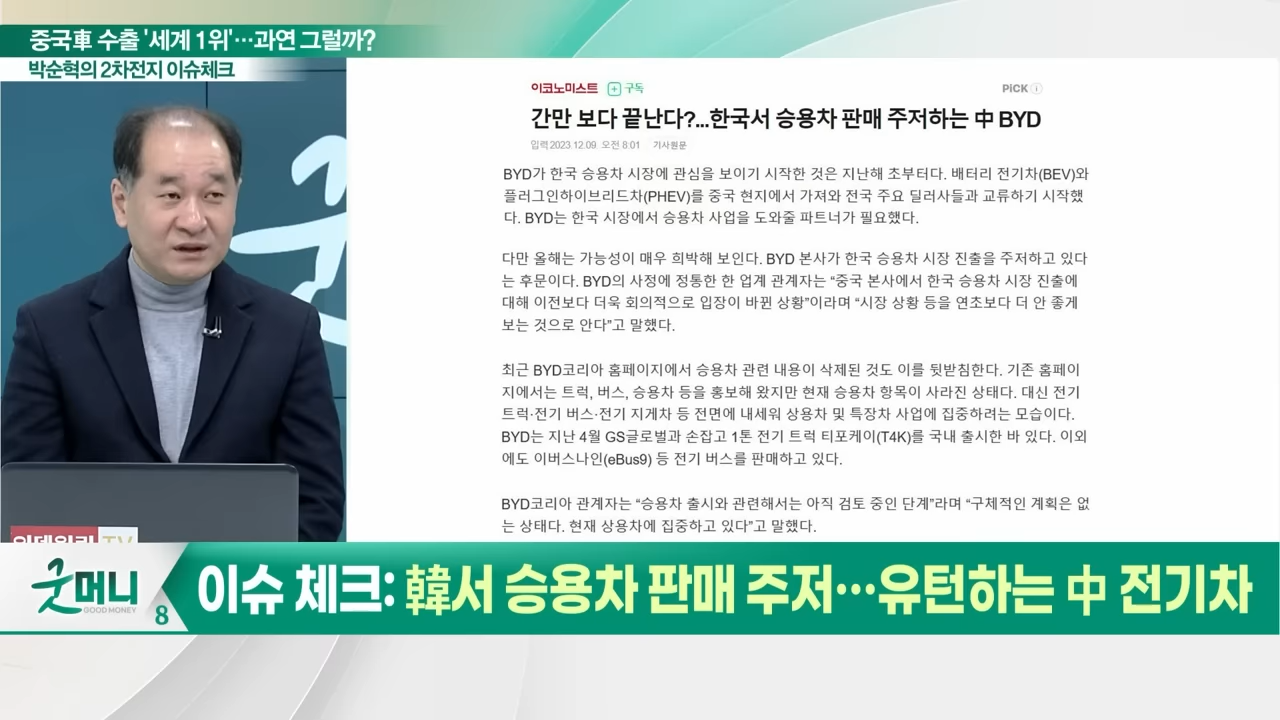 중국車 수출 '세계 1위'…과연 그럴까?
박순혁의 2차전지 이슈체크
이코노미스트 + 구독
PiCK i
간만 보다 끝난다?...한국서 승용차 판매 주저하는 中 BYD
입력 2023.12.09 오전 8:01 기사원문
BYD가 한국 승용차 시장에 관심을 보이기 시작한 것은 지난해 초부터다. 배터리 전기차(BEV)와
플러그인하이브리드차(PHEV)를 중국 현지에서 가져와 전국 주요 딜러사들과 교류하기 시작했
다. BYD는 한국 시장에서 승용차 사업을 도와줄 파트너가 필요했다.
다만 올해는 가능성이 매우 희박해 보인다. BYD 본사가 한국 승용차 시장 진출을 주저하고 있다
는 후문이다. BYD의 사정에 정통한 한 업계 관계자는 “중국 본사에서 한국 승용차 시장 진출에
대해 이전보다 더욱 회의적으로 입장이 바뀐 상황”이라며 “시장 상황 등을 연초보다 더 안 좋게
보는 것으로 안다”고 말했다.
최근 BYD코리아 홈페이지에서 승용차 관련 내용이 삭제된 것도 이를 뒷받침한다. 기존 홈페이
지에서는 트럭, 버스, 승용차 등을 홍보해 왔지만 현재 승용차 항목이 사라진 상태다. 대신 전기
트럭·전기 버스·전기 지게차 등 전면에 내세워 상용차 및 특장차 사업에 집중하려는 모습이다.
BYD는 지난 4월 GS글로벌과 손잡고 1톤 전기 트럭 티포케이(T4K)를 국내 출시한 바 있다. 이외
에도 이버스나인(eBus9) 등 전기 버스를 판매하고 있다.
BYD코리아 관계자는 “승용차 출시와 관련해서는 아직 검토 중인 단계”라며 “구체적인 계획은 없
는 상태다. 현재 상용차에 집중하고 있다”고 말했다.
굿머니
GOOD MONEY
8
이슈 체크: 韓서 승용차 판매 주저…유턴하는 中 전기차